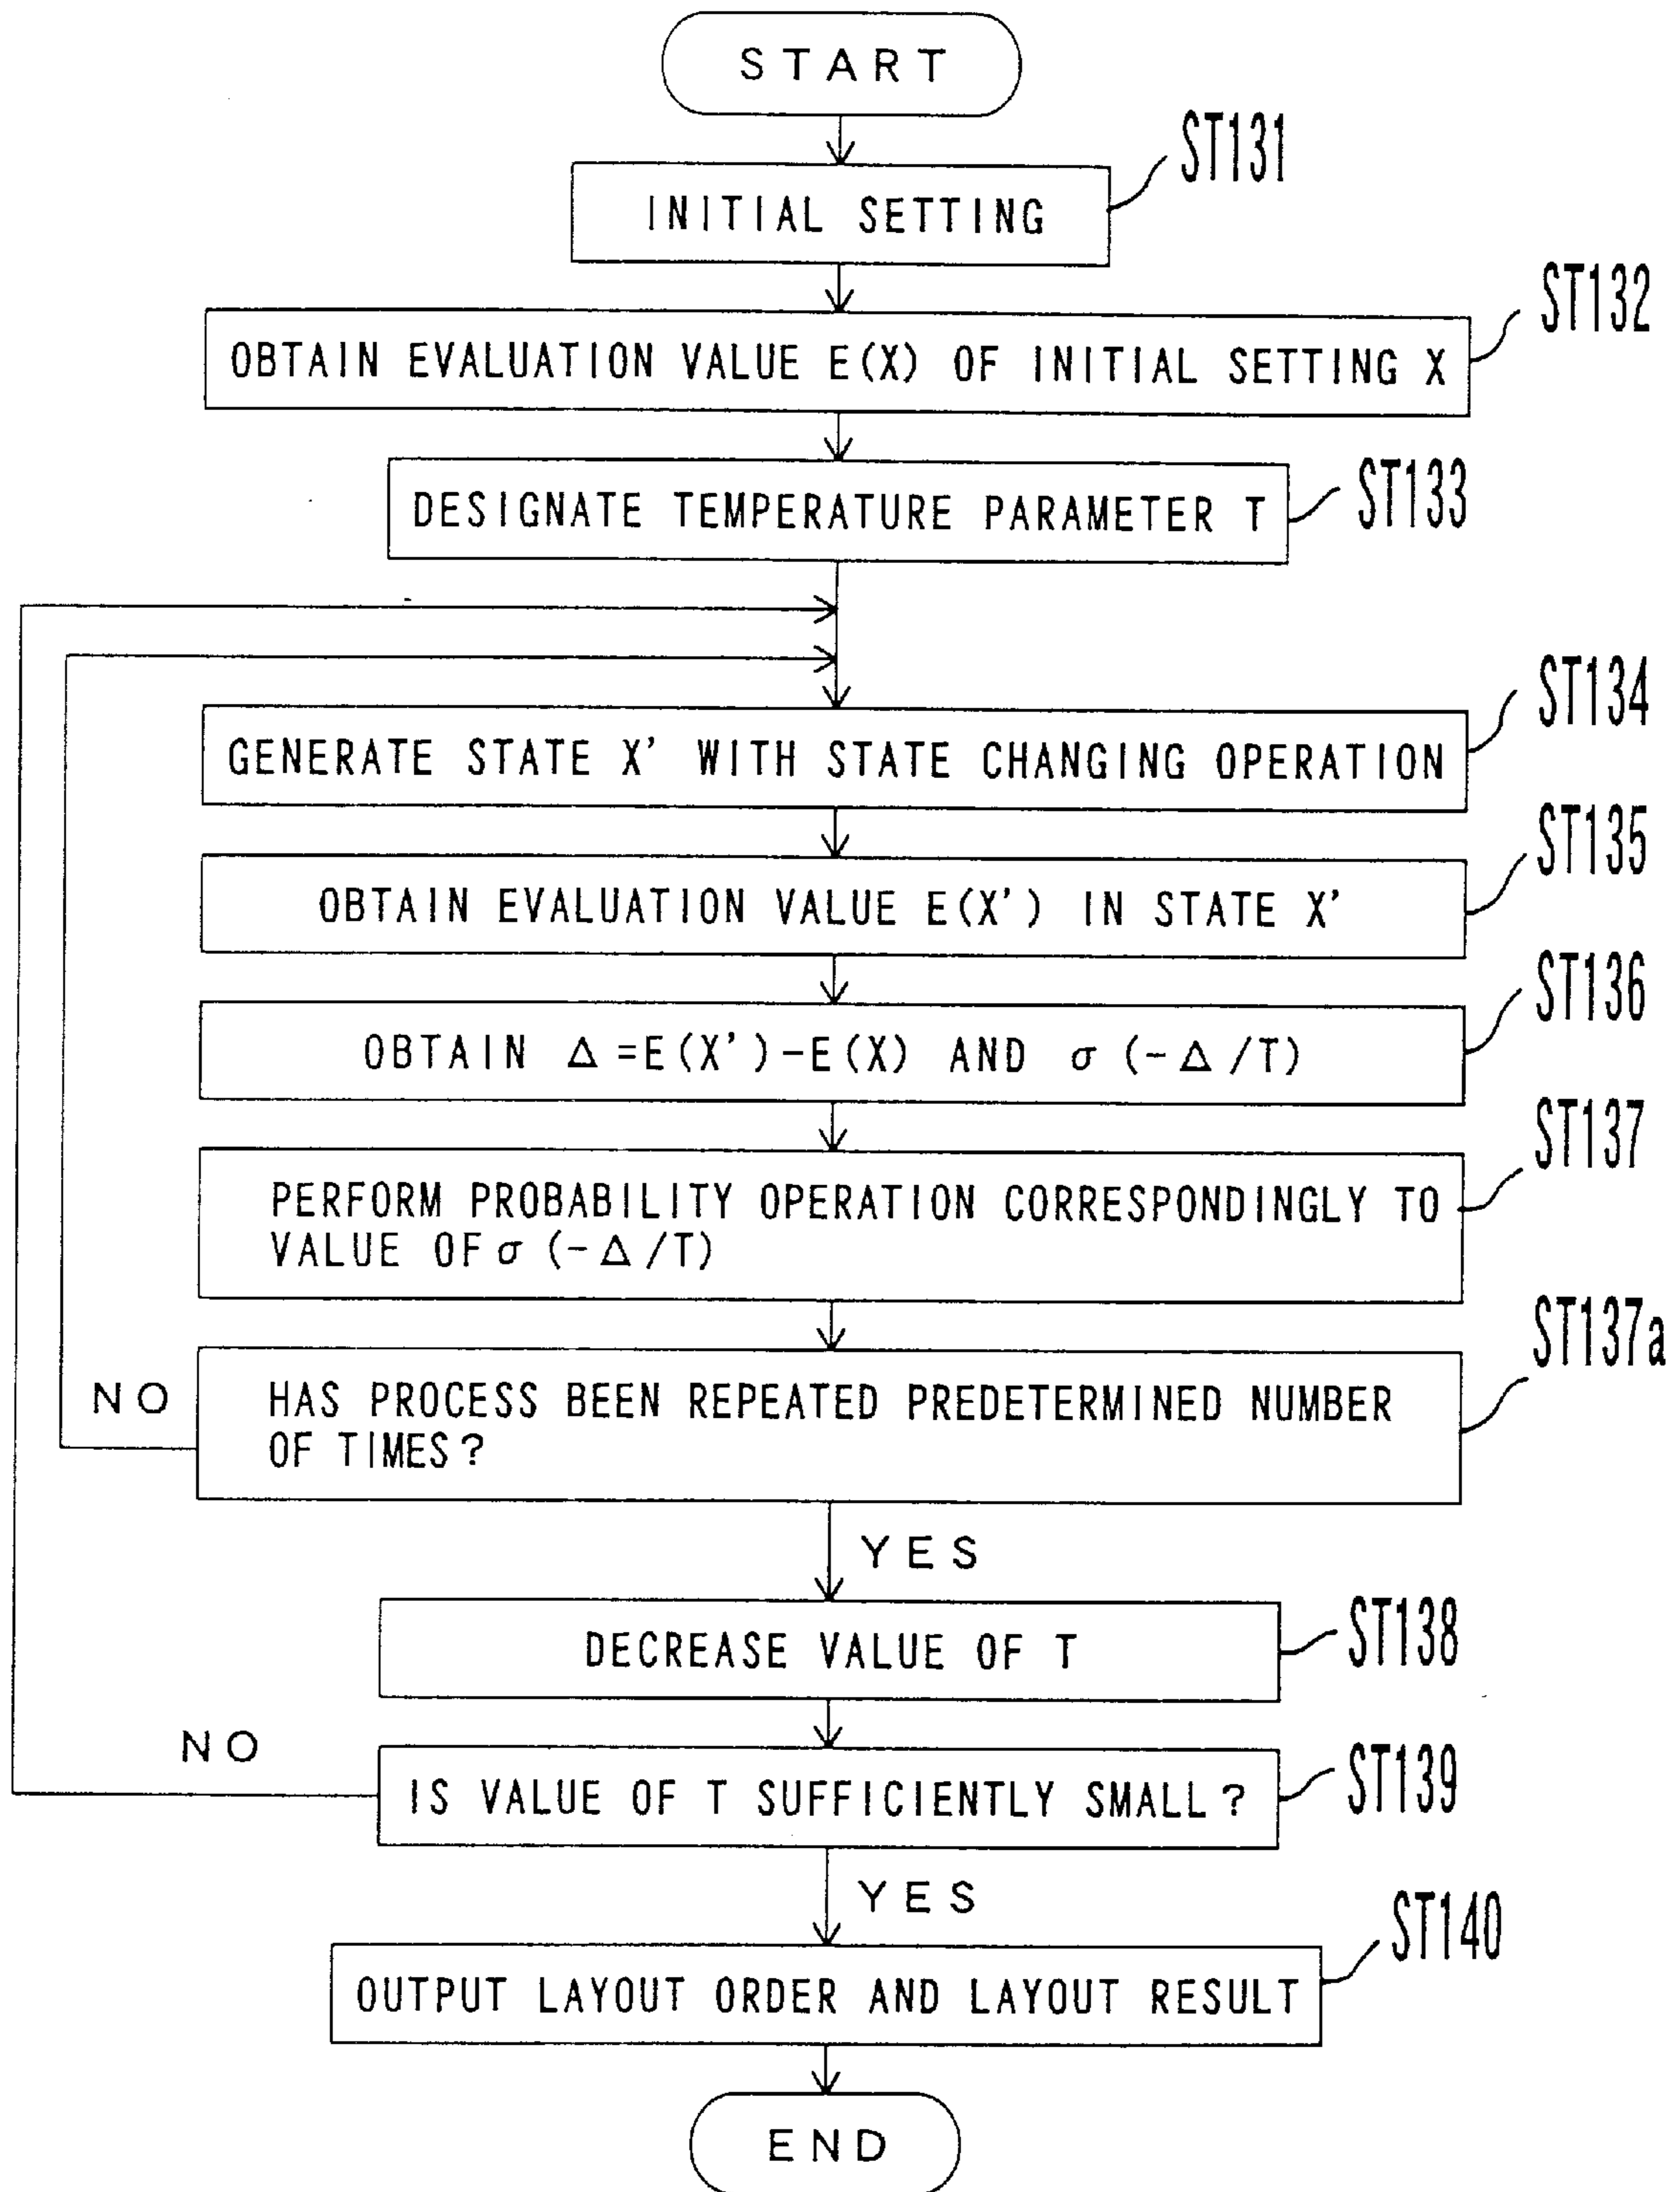 START
ST131
INITIAL SETTING
ST132
OBTAIN EVALUATION VALUE E(X) OF INITIAL SETTING X
ST133
DESIGNATE TEMPERATURE PARAMETER T
ST134
GENERATE STATE X' WITH STATE CHANGING OPERATION
ST135
OBTAIN EVALUATION VALUE E(X') IN STATE X'
ST136
OBTAIN Δ=E(X')-E(X) AND σ(-Δ/T)
ST137
PERFORM PROBABILITY OPERATION CORRESPONDINGLY TO
VALUE OF σ(-Δ/T)
ST137a
NO
HAS PROCESS BEEN REPEATED PREDETERMINED NUMBER
OF TIMES?
YES
ST138
DECREASE VALUE OF T
NO
ST139
IS VALUE OF T SUFFICIENTLY SMALL?
YES
ST140
OUTPUT LAYOUT ORDER AND LAYOUT RESULT
END